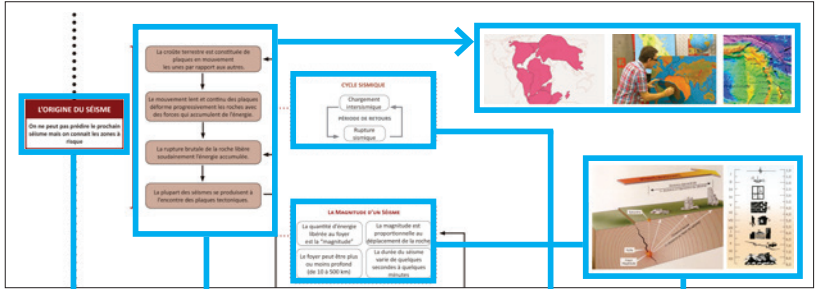 La croûte terrestre est constituée de
plaques en mouvement
les unes par rapport aux autres.
L'ORIGINE DU SÉISME
On ne peut pas prédire le prochain
séisme mais on connait les zones à
risque
Le mouvement lent et continu des plaques
déforme progressivement les roches avec
des forces qui accumulent de l'énergie.
La rupture brutale de la roche libère
soudainement l'énergie accumulée.
La plupart des séismes se produisent à
l'encontre des plaques tectoniques.
CYCLE SISMIQUE
Chargement
intersismique
PÉRIODE DE RETOURS
Rupture
sismique
LA MAGNITUDE D'UN SÉISME
La quantité d'énergie
libérée au foyer
est la "magnitude"
La magnitude est
proportionnelle au
déplacement de la roche
Le foyer peut être plus
ou moins profond
(de 10 à 500 km)
La durée du séisme
varie de quelques
secondes à quelques
minutes